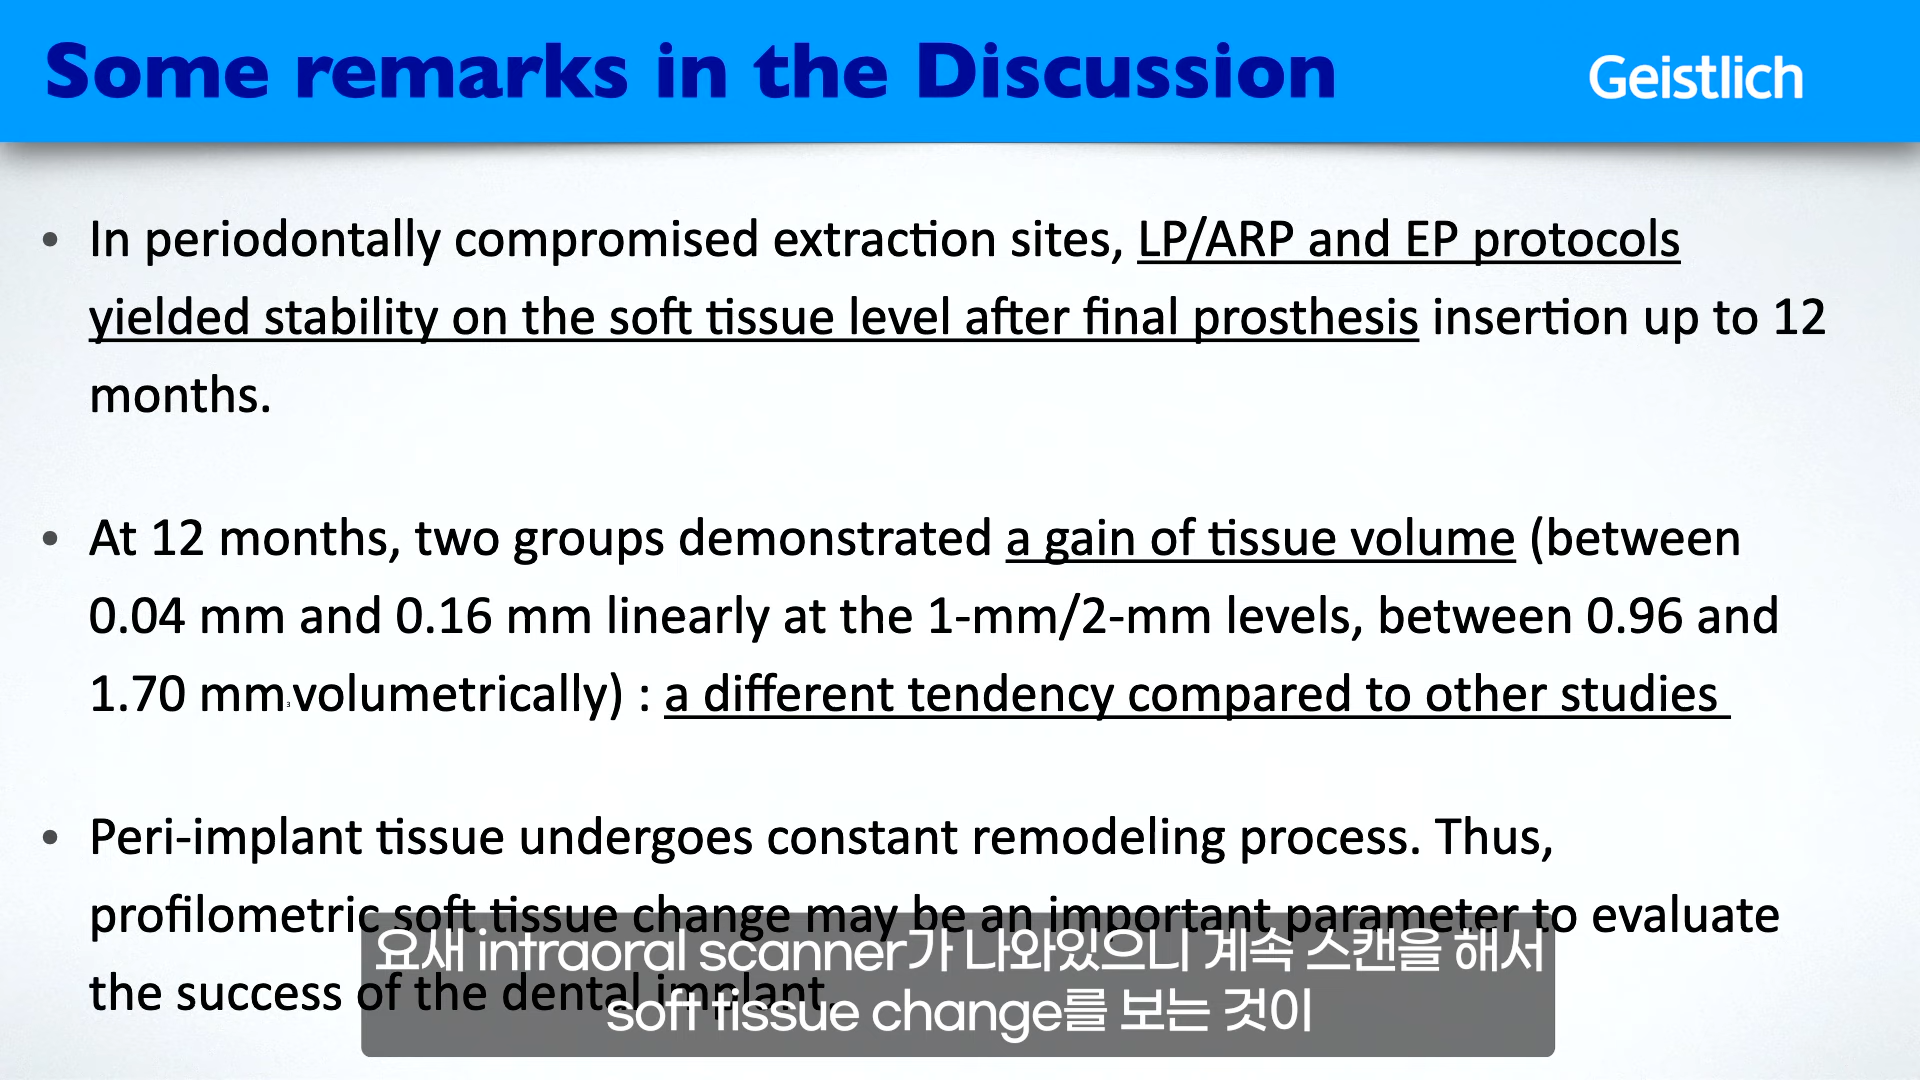 Some remarks in the Discussion
Geistlich
• In periodontally compromised extraction sites, LP/ARP and EP protocols
yielded stability on the soft tissue level after final prosthesis insertion up to 12
months.
• At 12 months, two groups demonstrated a gain of tissue volume (between
0.04 mm and 0.16 mm linearly at the 1-mm/2-mm levels, between 0.96 and
1.70 mm³volumetrically) : a different tendency compared to other studies
• Peri-implant tissue undergoes constant remodeling process. Thus,
profilometric soft tissue change may be an important parameter to evaluate
the success of the dental implant.
요새 intraoral scanner가 나와있으니 계속 스캔을 해서
soft tissue change를 보는 것이